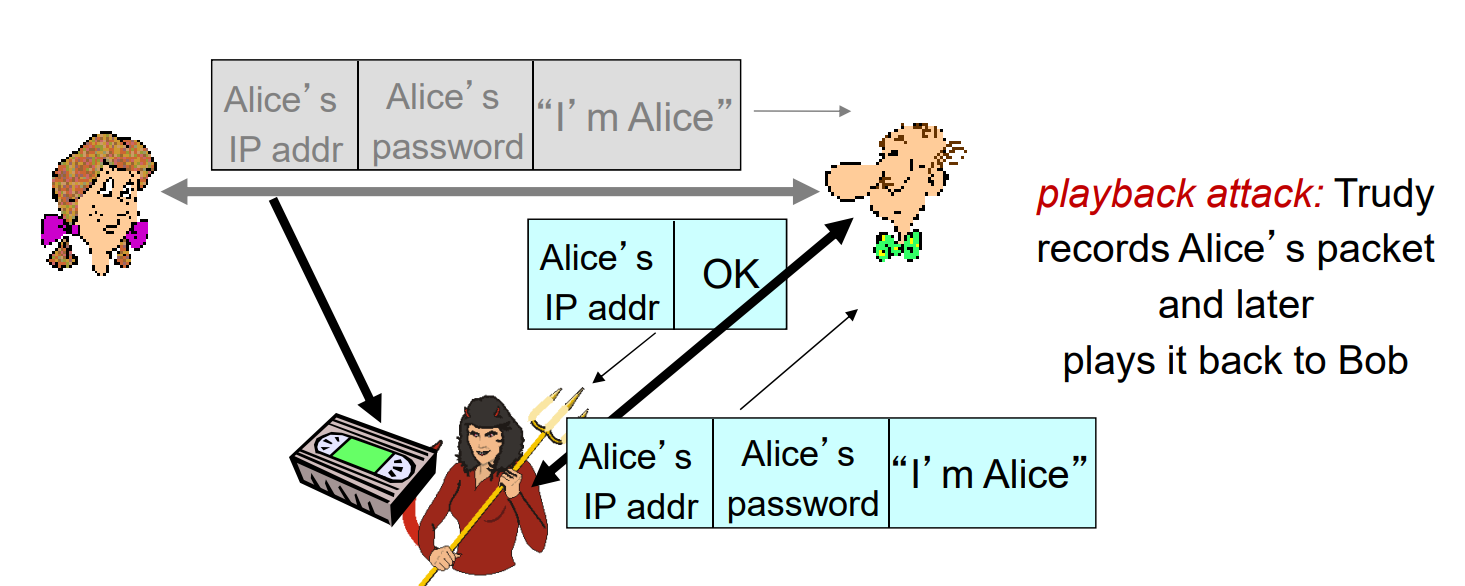 Alice’s
IP addr
Alice’s
password
“I’m Alice”
Alice’s
IP addr
OK
playback attack: Trudy
records Alice’s packet
and later
plays it back to Bob
Alice’s
IP addr
Alice’s
password
“I’m Alice”